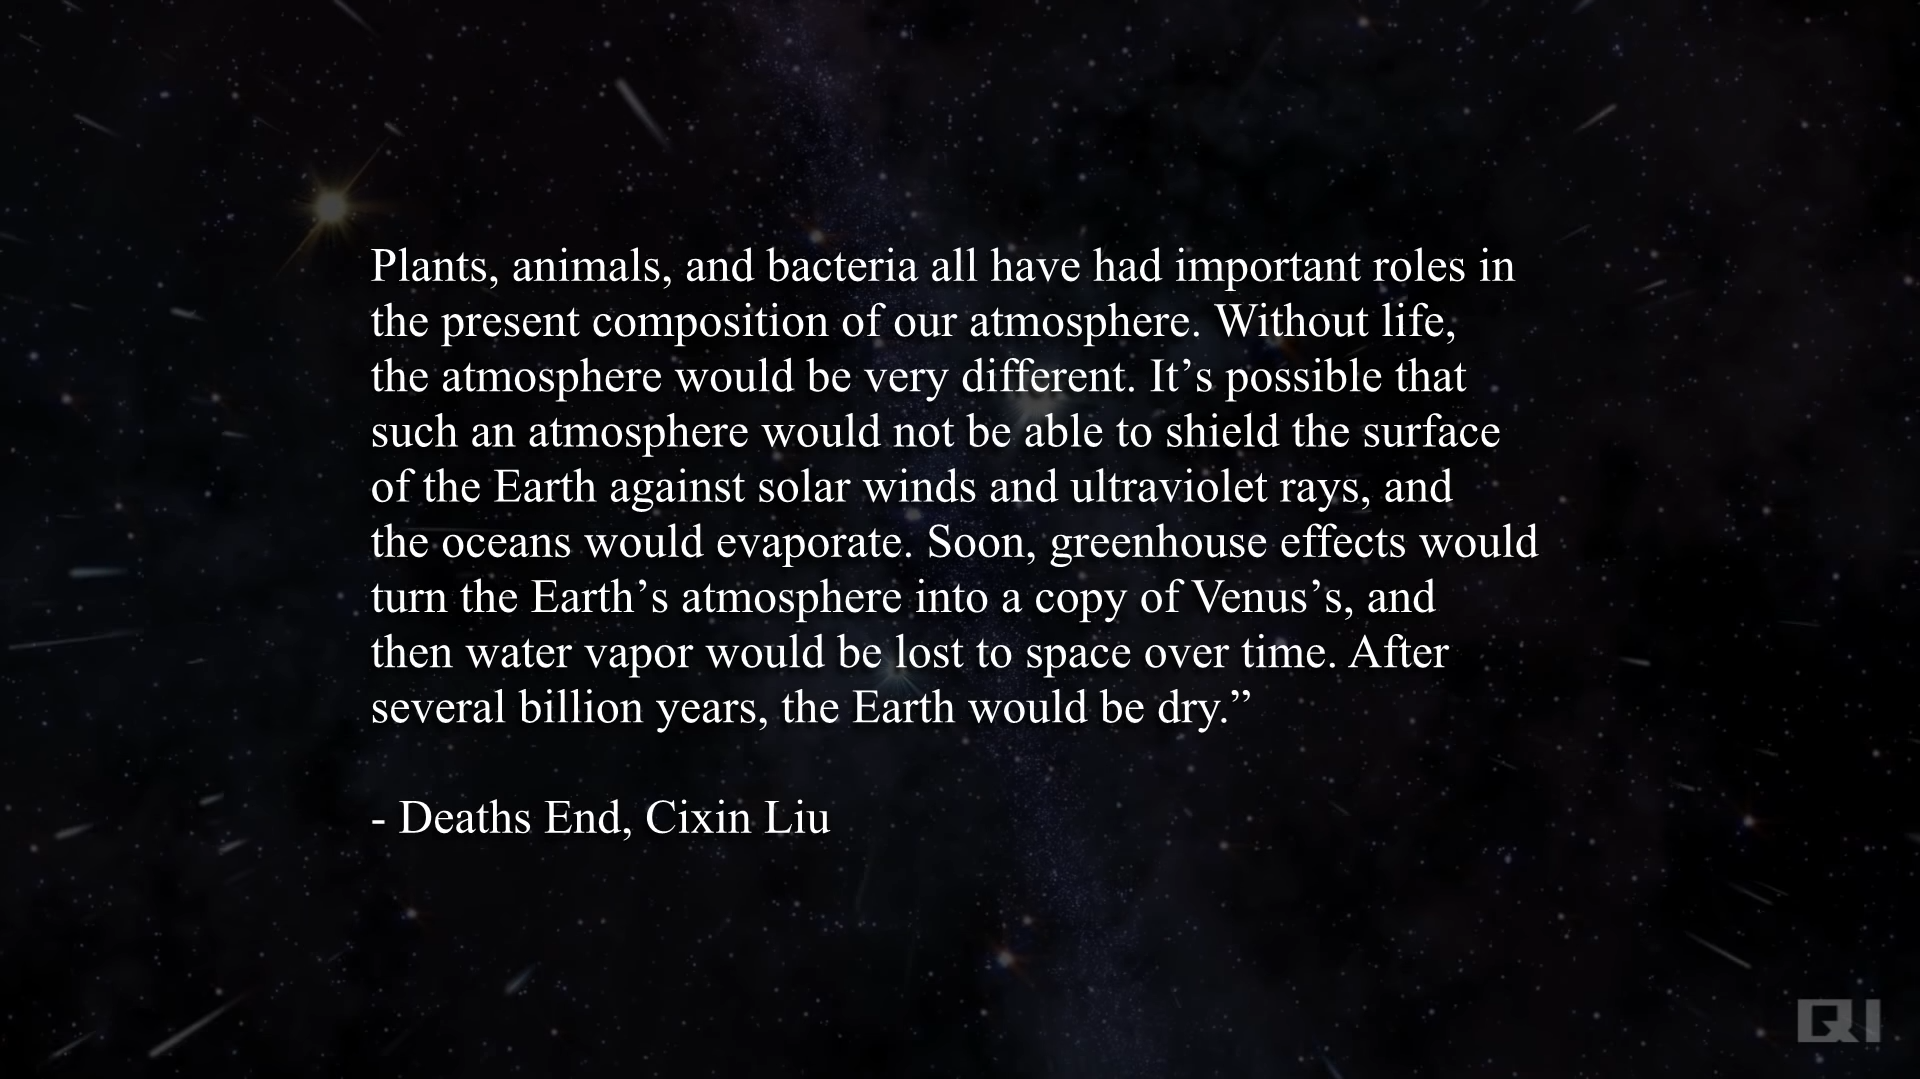 Plants, animals, and bacteria all have had important roles in
the present composition of our atmosphere. Without life,
the atmosphere would be very different. It’s possible that
such an atmosphere would not be able to shield the surface
of the Earth against solar winds and ultraviolet rays, and
the oceans would evaporate. Soon, greenhouse effects would
turn the Earth’s atmosphere into a copy of Venus’s, and
then water vapor would be lost to space over time. After
several billion years, the Earth would be dry.”
- Deaths End, Cixin Liu
QI